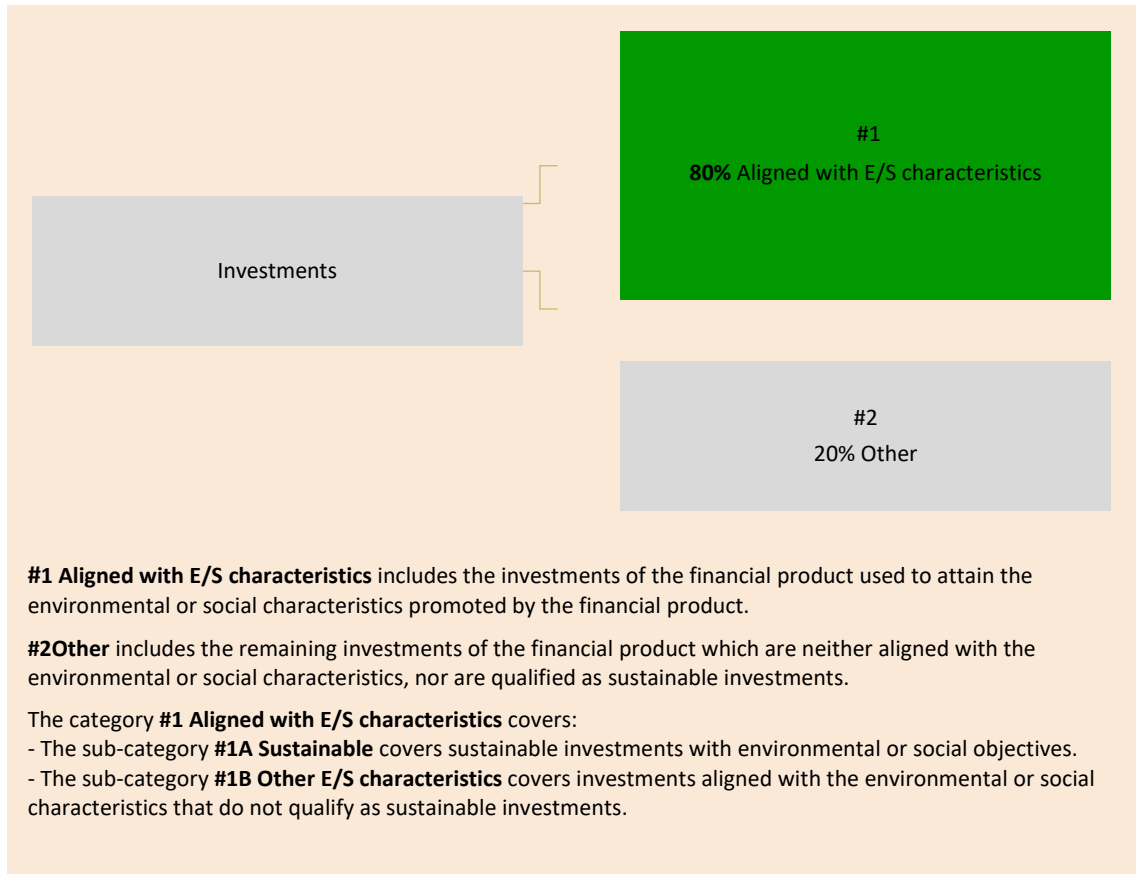 #1
80% Aligned with E/S characteristics
Investments
#2
20% Other
#1 Aligned with E/S characteristics includes the investments of the financial product used to attain the
environmental or social characteristics promoted by the financial product.
#2Other includes the remaining investments of the financial product which are neither aligned with the
environmental or social characteristics, nor are qualified as sustainable investments.
The category #1 Aligned with E/S characteristics covers:
- The sub-category #1A Sustainable covers sustainable investments with environmental or social objectives.
- The sub-category #1B Other E/S characteristics covers investments aligned with the environmental or social
characteristics that do not qualify as sustainable investments.